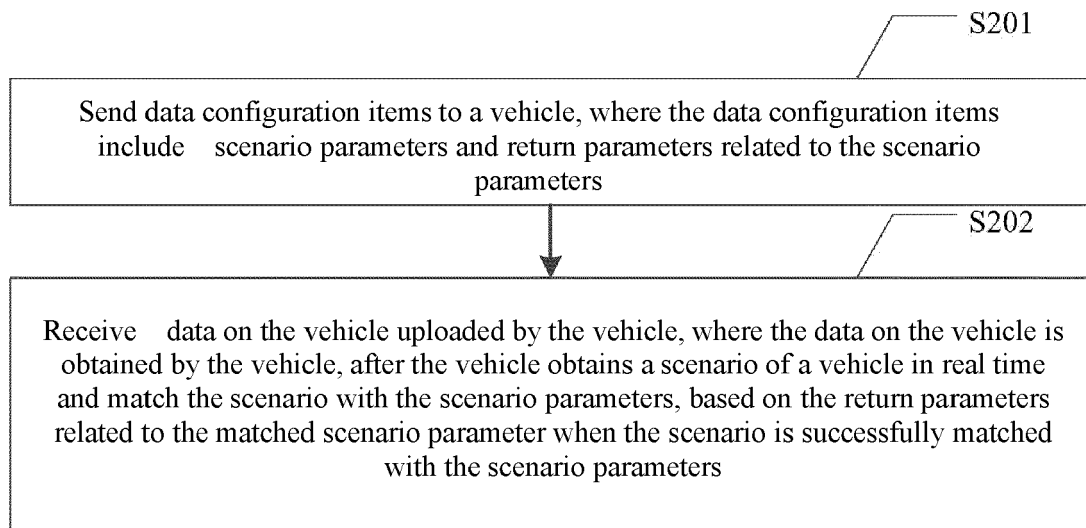 S201
Send data configuration items to a vehicle, where the data configuration items
include scenario parameters and return parameters related to the scenario
parameters
S202
Receive data on the vehicle uploaded by the vehicle, where the data on the vehicle is
obtained by the vehicle, after the vehicle obtains a scenario of a vehicle in real time
and match the scenario with the scenario parameters, based on the return parameters
related to the matched scenario parameter when the scenario is successfully matched
with the scenario parameters